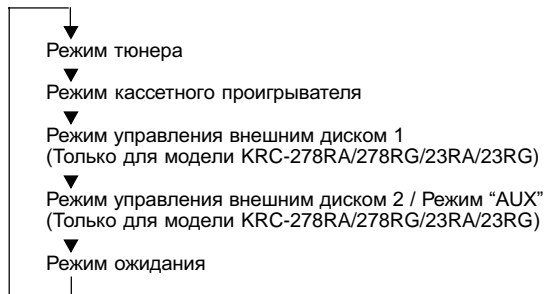 Режим тюнера
Режим кассетного проигрывателя
Режим управления внешним диском 1
(Только для модели KRC-278RA/278RG/23RA/23RG)
Режим управления внешним диском 2 / Режим “AUX”
(Только для модели KRC-278RA/278RG/23RA/23RG)
Режим ожидания